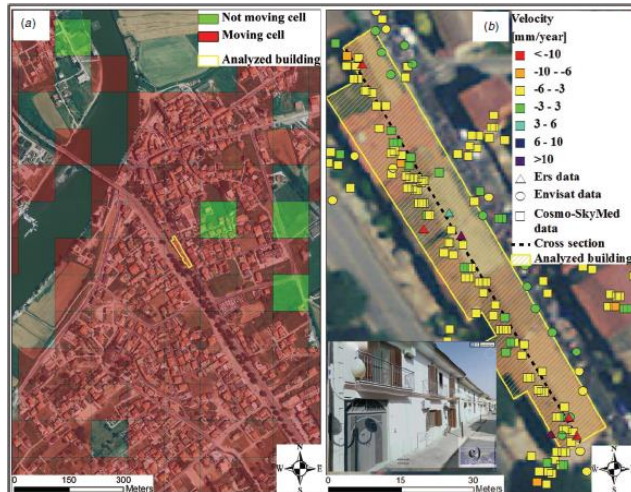 (a)
Not moving cell
Moving cell
Analyzed building
0 150 300
Meters
N
W E
S
(b)
Velocity
[mm/year]
< -10
-10 - -6
-6 - -3
-3 - 3
3 - 6
6 - 10
>10
Ers data
Envisat data
Cosmo-SkyMed
data
Cross section
Analyzed building
c)
0 15 30
Meters
N
W E
S